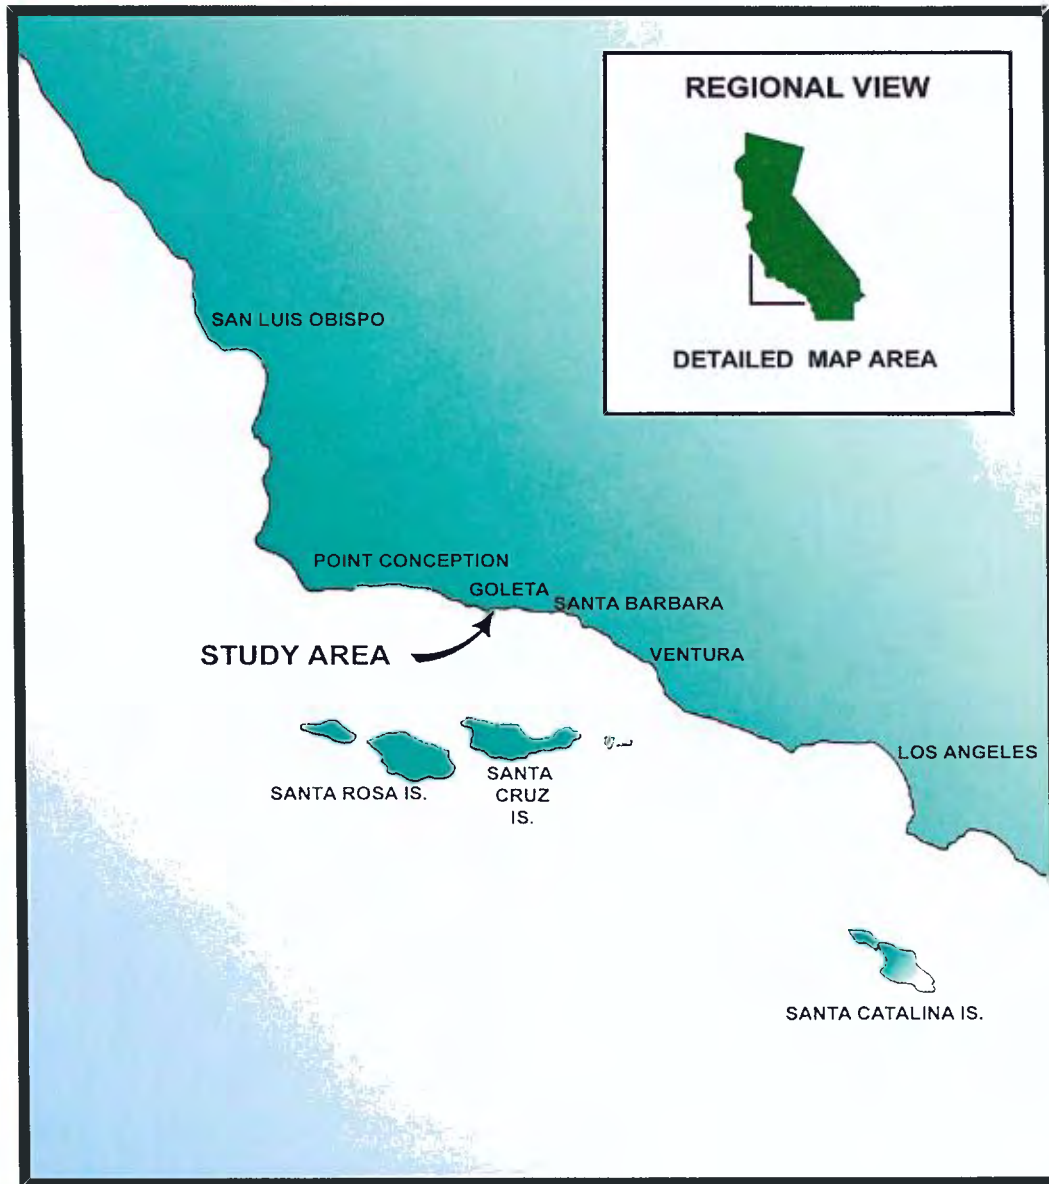 REGIONAL VIEW
DETAILED MAP AREA
SAN LUIS OBISPO
POINT CONCEPTION
GOLETA
SANTA BARBARA
STUDY AREA
VENTURA
LOS ANGELES
SANTA ROSA IS.
SANTA
CRUZ
IS.
SANTA CATALINA IS.